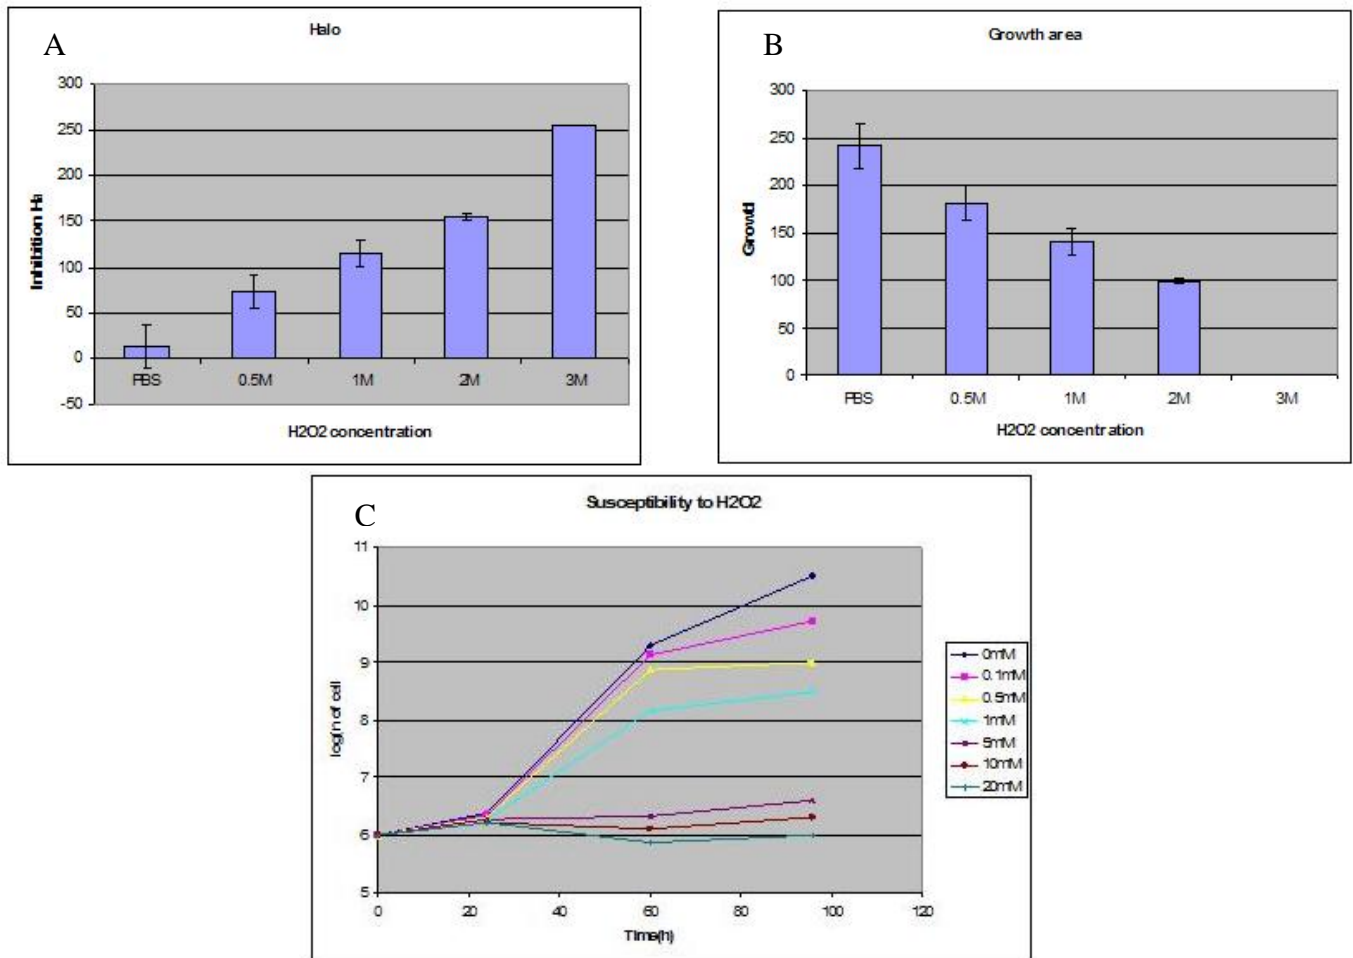 A
Halo
300
250
200
150
100
50
0
-50
Inhibition Ha
PBS 0.5M 1M 2M 3M
H2O2 concentration
B
Growth area
300
250
200
150
100
50
0
PBS 0.5M 1M 2M 3M
H2O2 concentration
C
Susceptibility to H2O2
11
10
9
8
7
6
5
log(n of cell
0 20 40 60 80 100 120
Time(h)
0mM
0.1mM
0.5mM
1mM
5mM
10mM
20mM